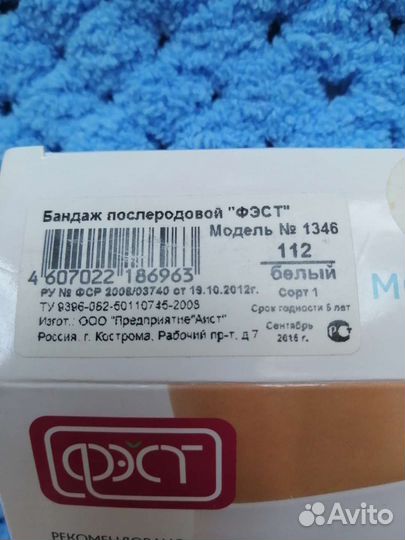 Бандаж послеродовой "ФЭСТ"
Модель № 1346
112
белый
4 607022 186963
РУ № ФСР 2008/03740 от 19.10.2012г.
Сорт 1
ТУ 9396-062-50110745-2008
Срок годности 5 лет
Изгот.: ООО "Предприятие"Аист"
Сентябрь
Россия, г. Кострома, Рабочий пр-т, д 7
г.
РСТ
ФЭСТ
Avito